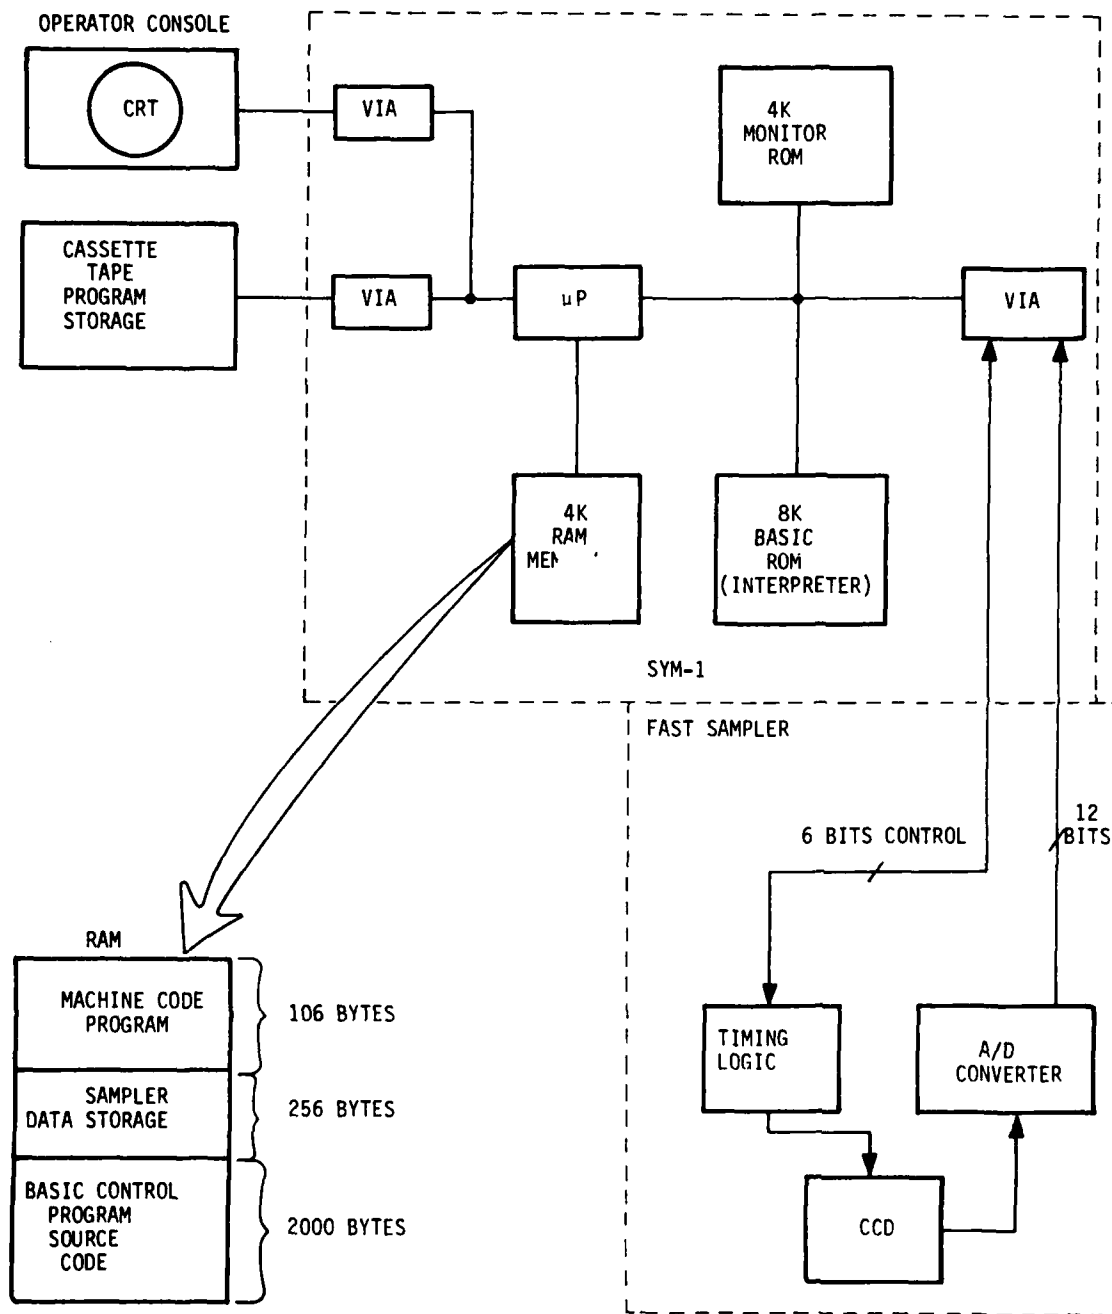 OPERATOR CONSOLE
CRT
VIA
4K
MONITOR
ROM
CASSETTE
TAPE
PROGRAM
STORAGE
VIA
µP
VIA
4K
RAM
8K
BASIC
ROM
(INTERPRETER)
SYM-1
FAST SAMPLER
6 BITS CONTROL
12
BITS
RAM
MACHINE CODE
PROGRAM
106 BYTES
TIMING
LOGIC
A/D
CONVERTER
SAMPLER
DATA STORAGE
256 BYTES
BASIC CONTROL
PROGRAM
SOURCE
CODE
2000 BYTES
CCD